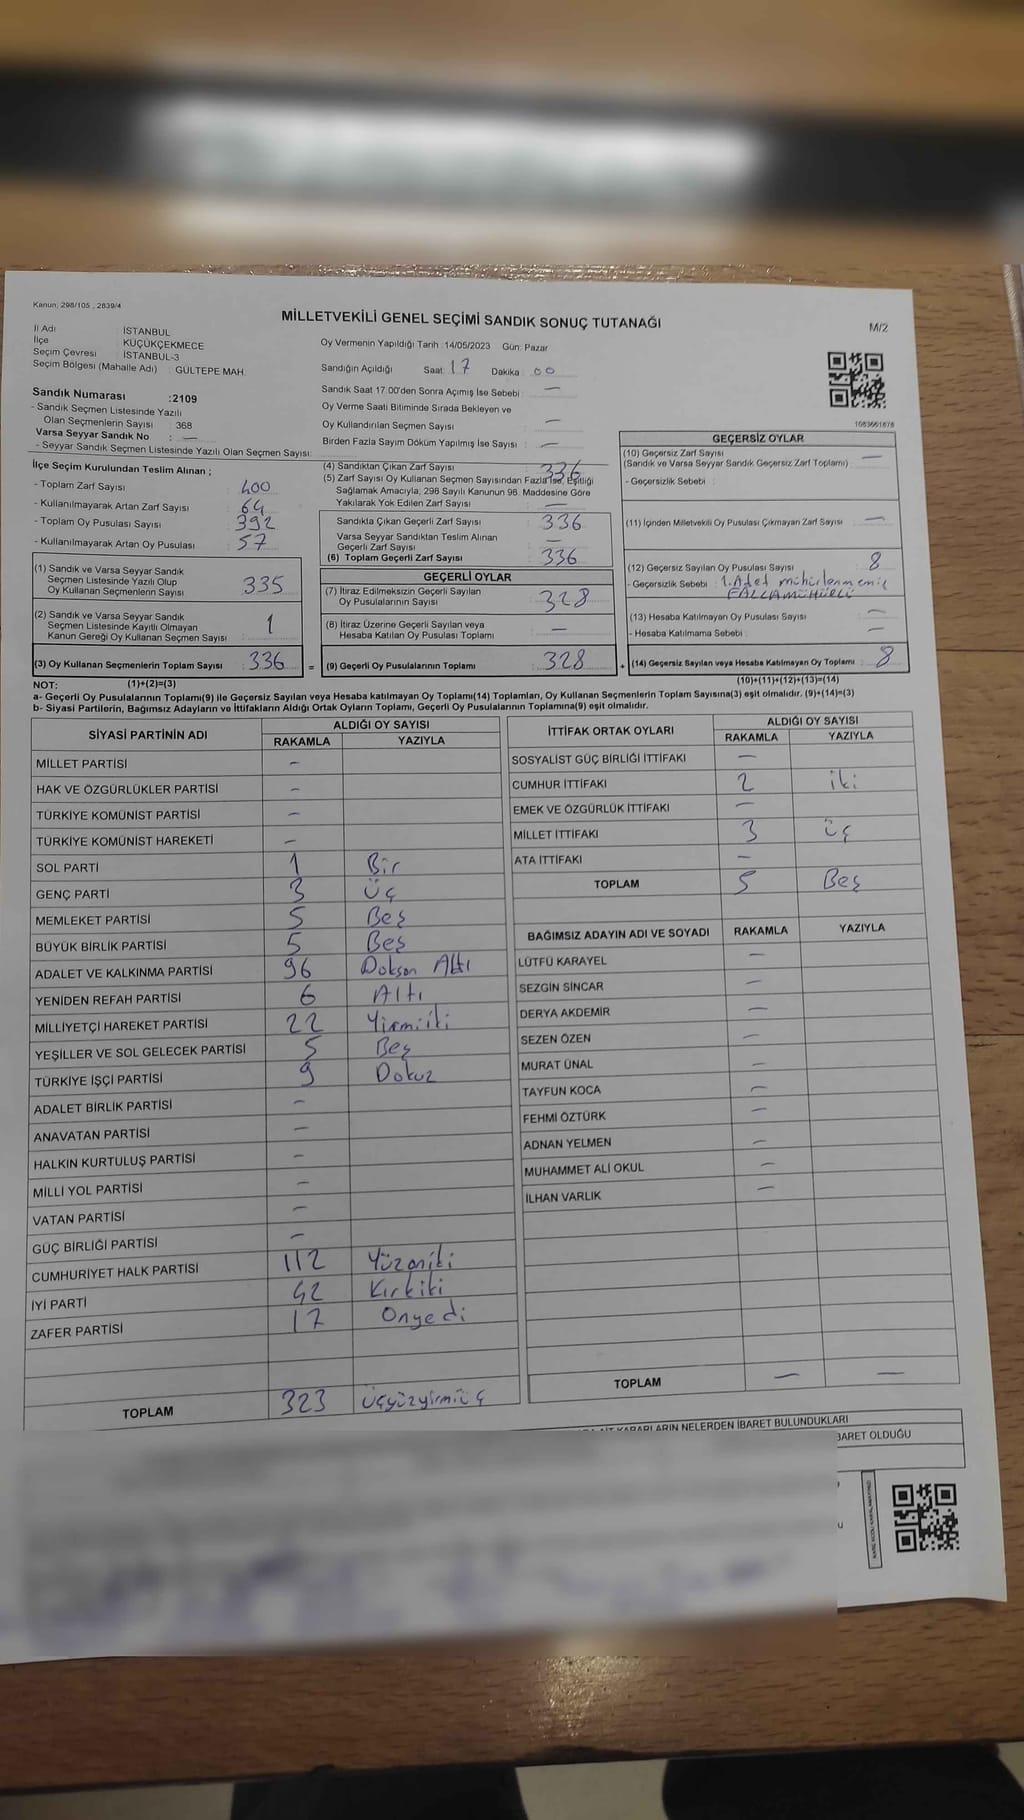 Kanun, 298/105 , 2839/4
MİLLETVEKİLİ GENEL SEÇİMİ SANDIK SONUÇ TUTANAĞI
M/2
İl Adı : İSTANBUL
İlçe : KÜÇÜKÇEKMECE
Seçim Çevresi : İSTANBUL-3
Seçim Bölgesi (Mahalle Adı) : GÜLTEPE MAH.
Sandık Numarası :2109
- Sandık Seçmen Listesinde Yazılı
Olan Seçmenlerin Sayısı : 368
Varsa Seyyar Sandık No : —
- Seyyar Sandık Seçmen Listesinde Yazılı Olan Seçmen Sayısı:
İlçe Seçim Kurulundan Teslim Alınan ;
- Toplam Zarf Sayısı : 400
- Kullanılmayarak Artan Zarf Sayısı : 64
- Toplam Oy Pusulası Sayısı : 392
- Kullanılmayarak Artan Oy Pusulası : 57
(1) Sandık ve Varsa Seyyar Sandık
Seçmen Listesinde Yazılı Olup
Oy Kullanan Seçmenlerin Sayısı : 335
(2) Sandık ve Varsa Seyyar Sandık
Seçmen Listesinde Kayıtlı Olmayan
Kanun Gereği Oy Kullanan Seçmen Sayısı : 1
(3) Oy Kullanan Seçmenlerin Toplam Sayısı : 336 =
Oy Vermenin Yapıldığı Tarih :14/05/2023 Gün: Pazar
Sandığın Açıldığı Saat: 17 Dakika : 00
Sandık Saat 17:00'den Sonra Açımış İse Sebebi : —
Oy Verme Saati Bitiminde Sırada Bekleyen ve
Oy Kullandırılan Seçmen Sayısı : —
Birden Fazla Sayım Döküm Yapılmış İse Sayısı : —
(4) Sandıktan Çıkan Zarf Sayısı : 336
(5) Zarf Sayısı Oy Kullanan Seçmen Sayısından Fazla İse, Eşitliği
Sağlamak Amacıyla, 298 Sayılı Kanunun 98. Maddesine Göre
Yakılarak Yok Edilen Zarf Sayısı : —
Sandıkta Çıkan Geçerli Zarf Sayısı : 336
Varsa Seyyar Sandıktan Teslim Alınan
Geçerli Zarf Sayısı : —
(6) Toplam Geçerli Zarf Sayısı : 336
GEÇERLİ OYLAR
(7) İtiraz Edilmeksizin Geçerli Sayılan
Oy Pusulalarının Sayısı : 328
(8) İtiraz Üzerine Geçerli Sayılan veya
Hesaba Katılan Oy Pusulası Toplamı : —
(9) Geçerli Oy Pusulalarının Toplamı : 328 +
1083661878
GEÇERSİZ OYLAR
(10) Geçersiz Zarf Sayısı
(Sandık ve Varsa Seyyar Sandık Geçersiz Zarf Toplamı) : —
- Geçersizlik Sebebi :
(11) İçinden Milletvekili Oy Pusulası Çıkmayan Zarf Sayısı : —
(12) Geçersiz Sayılan Oy Pusulası Sayısı : 8
- Geçersizlik Sebebi : 1.Adet mühürlenmemiş
FALLAMÜHÜRLÜ
(13) Hesaba Katılmayan Oy Pusulası Sayısı : —
- Hesaba Katılmama Sebebi : —
(14) Geçersiz Sayılan veya Hesaba Katılmayan Oy Toplamı : 8
NOT: (1)+(2)=(3) (10)+(11)+(12)+(13)=(14)
a- Geçerli Oy Pusulalarının Toplamı(9) ile Geçersiz Sayılan veya Hesaba katılmayan Oy Toplamı(14) Toplamları, Oy Kullanan Seçmenlerin Toplam Sayısına(3) eşit olmalıdır. (9)+(14)=(3)
b- Siyasi Partilerin, Bağımsız Adayların ve İttifakların Aldığı Ortak Oyların Toplamı, Geçerli Oy Pusulalarının Toplamına(9) eşit olmalıdır.
SİYASİ PARTİNİN ADI ALDIĞI OY SAYISI
RAKAMLA YAZIYLA
MİLLET PARTİSİ —
HAK VE ÖZGÜRLÜKLER PARTİSİ —
TÜRKİYE KOMÜNİST PARTİSİ —
TÜRKİYE KOMÜNİST HAREKETİ —
SOL PARTİ 1 Bir
GENÇ PARTİ 3 Üç
MEMLEKET PARTİSİ 5 Beş
BÜYÜK BİRLİK PARTİSİ 5 Beş
ADALET VE KALKINMA PARTİSİ 96 Doksan Altı
YENİDEN REFAH PARTİSİ 6 Altı
MİLLİYETÇİ HAREKET PARTİSİ 22 Yirmiiki
YEŞİLLER VE SOL GELECEK PARTİSİ 5 Beş
TÜRKİYE İŞÇİ PARTİSİ 9 Dokuz
ADALET BİRLİK PARTİSİ —
ANAVATAN PARTİSİ —
HALKIN KURTULUŞ PARTİSİ —
MİLLİ YOL PARTİSİ —
VATAN PARTİSİ —
GÜÇ BİRLİĞİ PARTİSİ —
CUMHURİYET HALK PARTİSİ 112 Yüzoniki
İYİ PARTİ 42 Kırkiki
ZAFER PARTİSİ 17 Onyedi
TOPLAM 323 üçyüzyirmiüç
İTTİFAK ORTAK OYLARI ALDIĞI OY SAYISI
RAKAMLA YAZIYLA
SOSYALİST GÜÇ BİRLİĞİ İTTİFAKI —
CUMHUR İTTİFAKI 2 iki
EMEK VE ÖZGÜRLÜK İTTİFAKI —
MİLLET İTTİFAKI 3 üç
ATA İTTİFAKI —
TOPLAM 5 Beş
BAĞIMSIZ ADAYIN ADI VE SOYADI RAKAMLA YAZIYLA
LÜTFÜ KARAYEL —
SEZGİN SİNCAR —
DERYA AKDEMİR —
SEZEN ÖZEN —
MURAT ÜNAL —
TAYFUN KOCA —
FEHMİ ÖZTÜRK —
ADNAN YELMEN —
MUHAMMET ALİ OKUL —
İLHAN VARLIK —
TOPLAM — —
KARARLARIN NELERDEN İBARET BULUNDUKLARI
BARET OLDUĞU